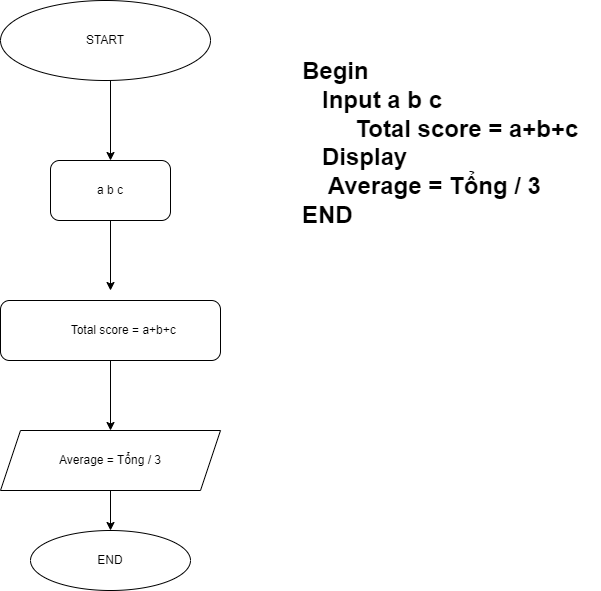 START
a b c
Total score = a+b+c
Average = Tổng / 3
END
Begin
Input a b c
Total score = a+b+c
Display
Average = Tổng / 3
END